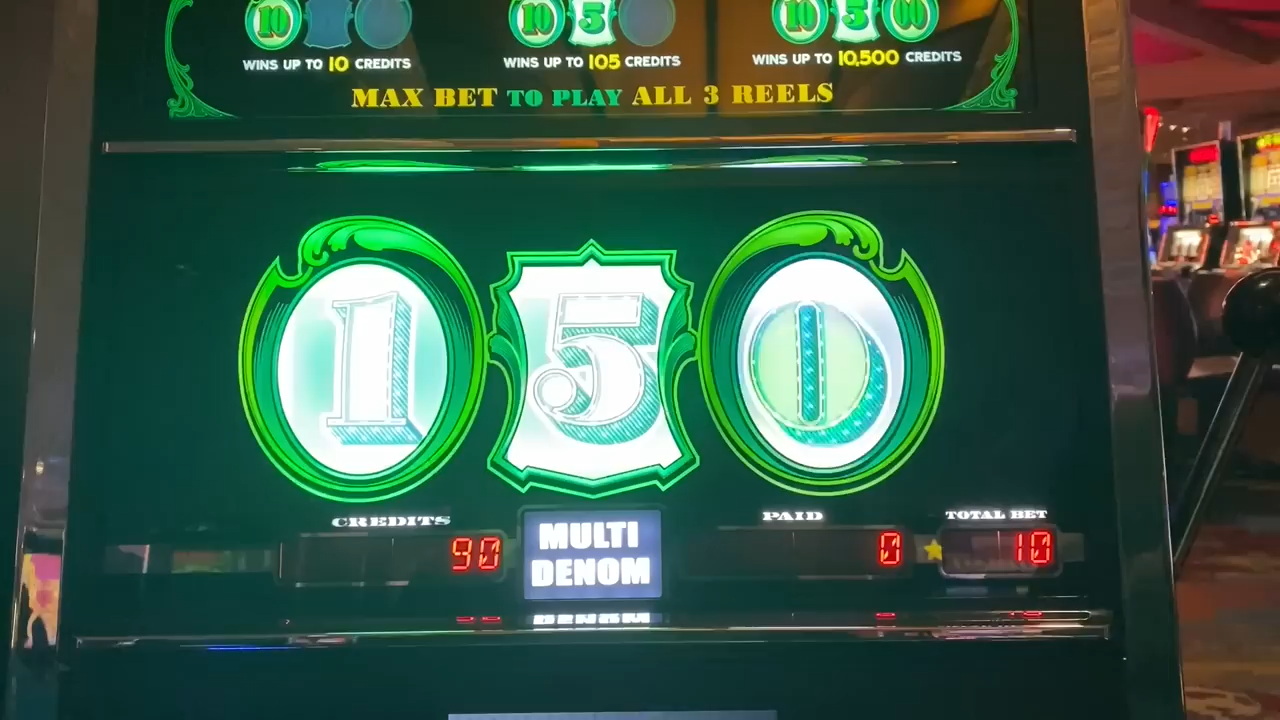 10
10 5
10 5 00
WINS UP TO 10 CREDITS
WINS UP TO 105 CREDITS
WINS UP TO 10,500 CREDITS
MAX BET TO PLAY ALL 3 REELS
1 5 0
CREDITS
PAID
TOTAL BET
90
MULTI
DENOM
0
10